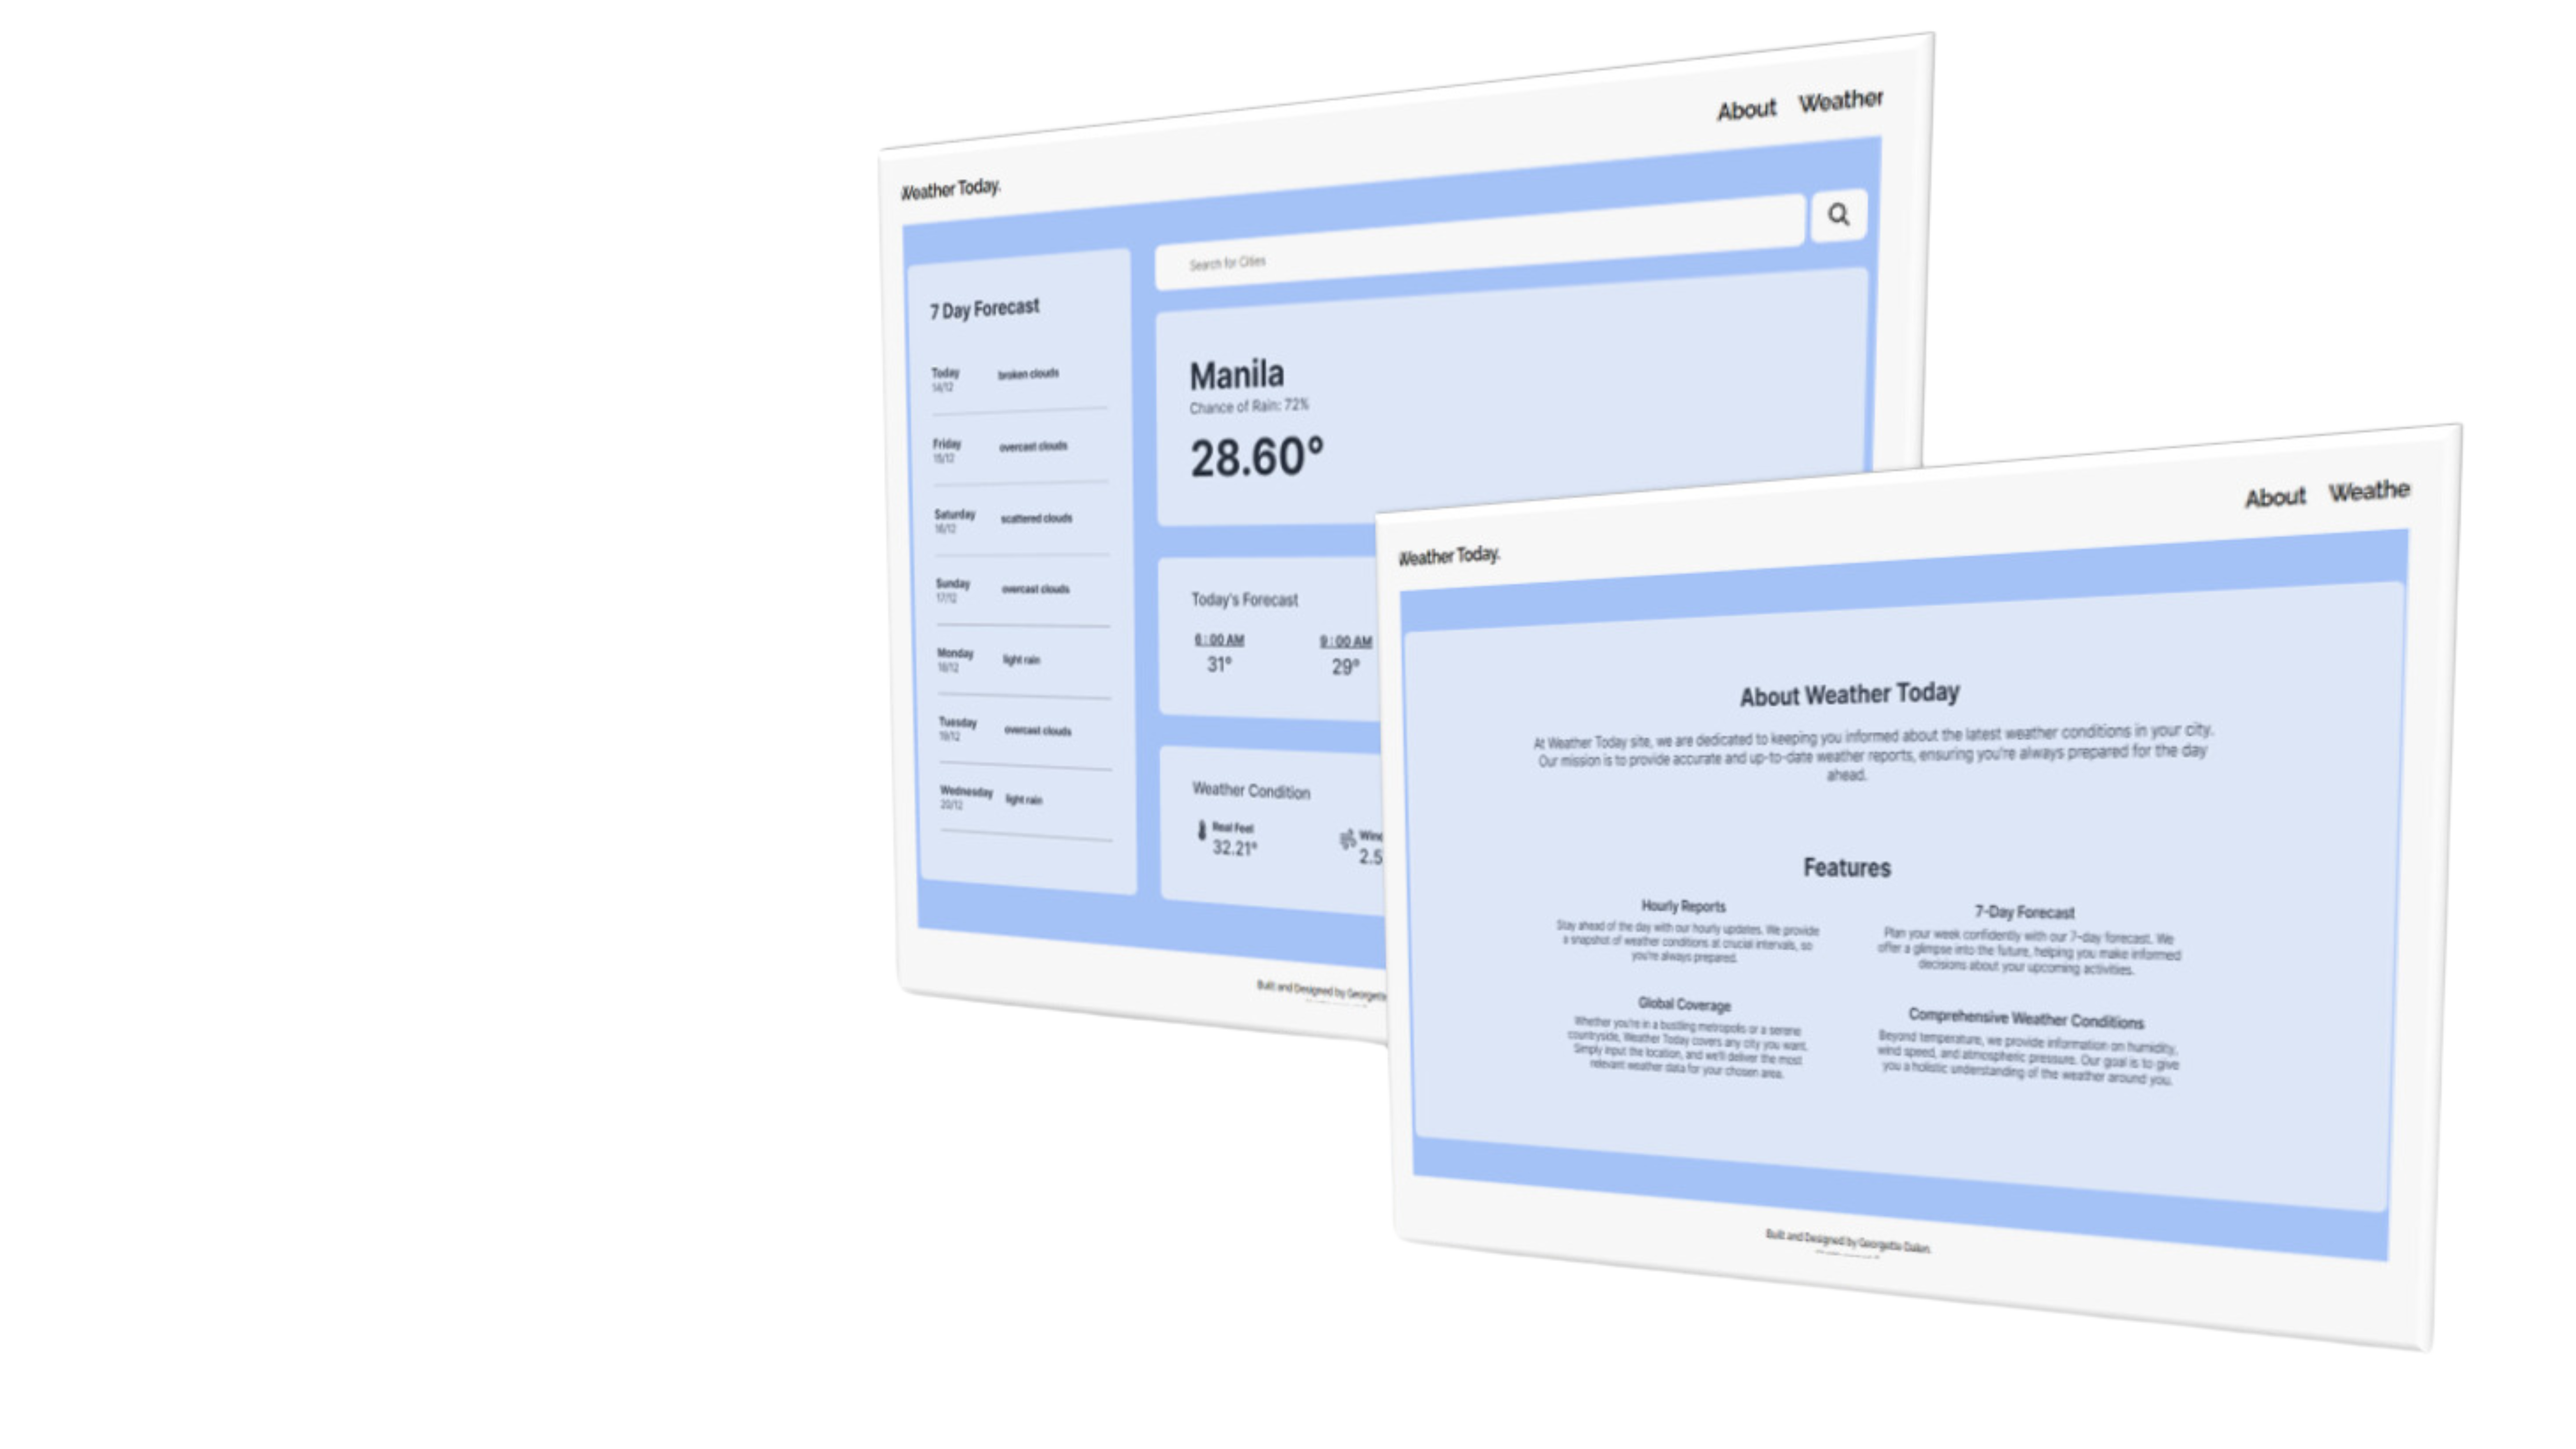 About Weather
Weather Today.
Search for Cities
7 Day Forecast
Today broken clouds
14/12
Friday overcast clouds
15/12
Saturday scattered clouds
16/12
Sunday overcast clouds
17/12
Monday light rain
18/12
Tuesday overcast clouds
19/12
Wednesday light rain
20/12
Manila
Chance of Rain: 72%
28.60°
Today's Forecast
6:00 AM 9:00 AM
31° 29°
Weather Condition
Real Feel
32.21° 2.5
Built and Designed by Georgette
About Weathe
Weather Today.
About Weather Today
At Weather Today site, we are dedicated to keeping you informed about the latest weather conditions in your city.
Our mission is to provide accurate and up-to-date weather reports, ensuring you're always prepared for the day
ahead.
Features
Hourly Reports
Stay ahead of the day with our hourly updates. We provide
a snapshot of weather conditions at crucial intervals, so
you're always prepared.
7-Day Forecast
Plan your week confidently with our 7-day forecast. We
offer a glimpse into the future, helping you make informed
decisions about your upcoming activities.
Global Coverage
Whether you're in a bustling metropolis or a serene
countryside, Weather Today covers any city you want.
Simply input the location, and we'll deliver the most
relevant weather data for your chosen area.
Comprehensive Weather Conditions
Beyond temperature, we provide information on humidity,
wind speed, and atmospheric pressure. Our goal is to give
you a holistic understanding of the weather around you.
Built and Designed by Georgette Dalen.